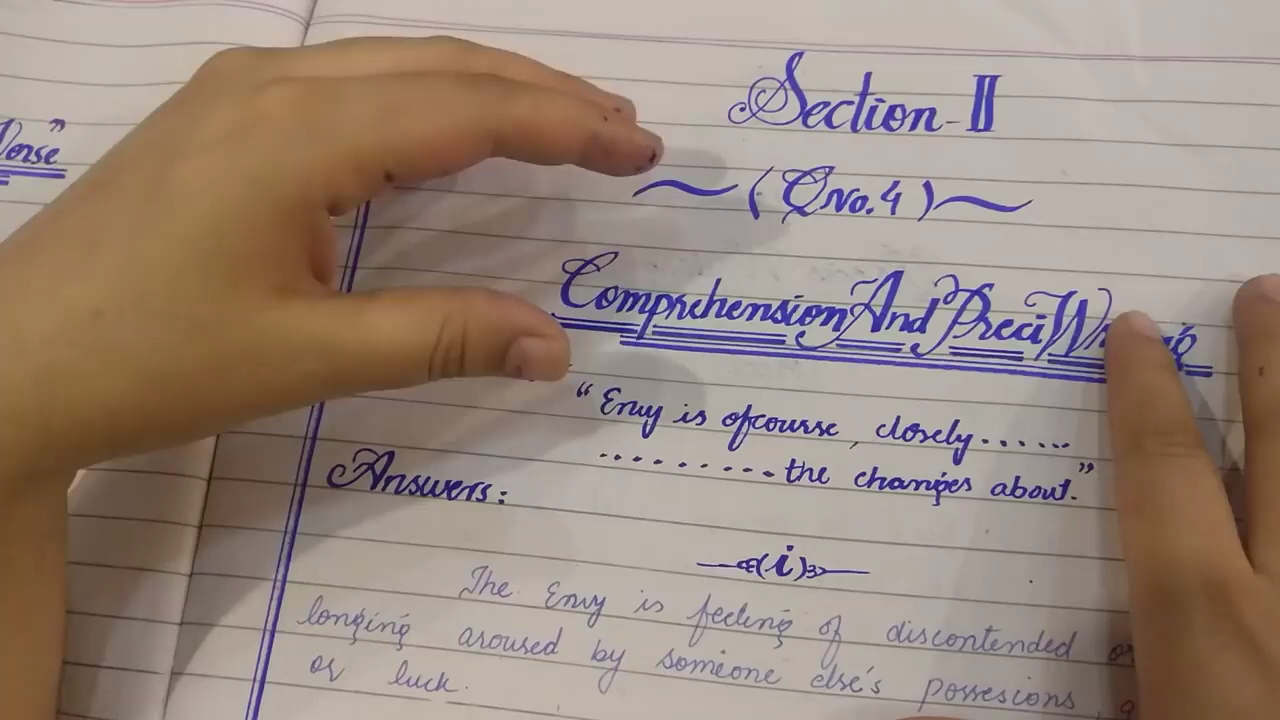 Verse”
Section-II
(Qno.4)
Comprehension And Preci
“Envy is ofcourse, closely......
.........the changes about.”
Answers:
(i)
The Envy is feeling of discontended
longing aroused by someone else's possesions,
or luck.